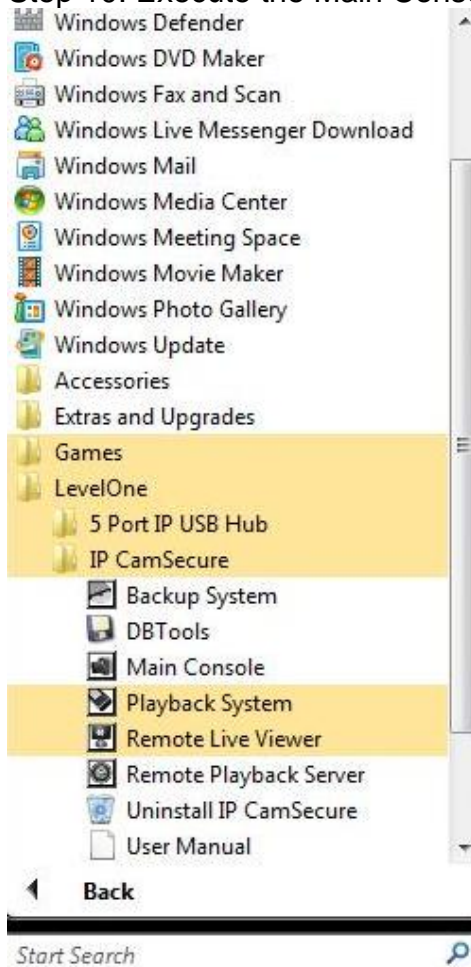 Windows Defender
Windows DVD Maker
Windows Fax and Scan
Windows Live Messenger Download
Windows Mail
Windows Media Center
Windows Meeting Space
Windows Movie Maker
Windows Photo Gallery
Windows Update
Accessories
Extras and Upgrades
Games
LevelOne
5 Port IP USB Hub
IP CamSecure
Backup System
DBTools
Main Console
Playback System
Remote Live Viewer
Remote Playback Server
Uninstall IP CamSecure
User Manual
Back
Start Search